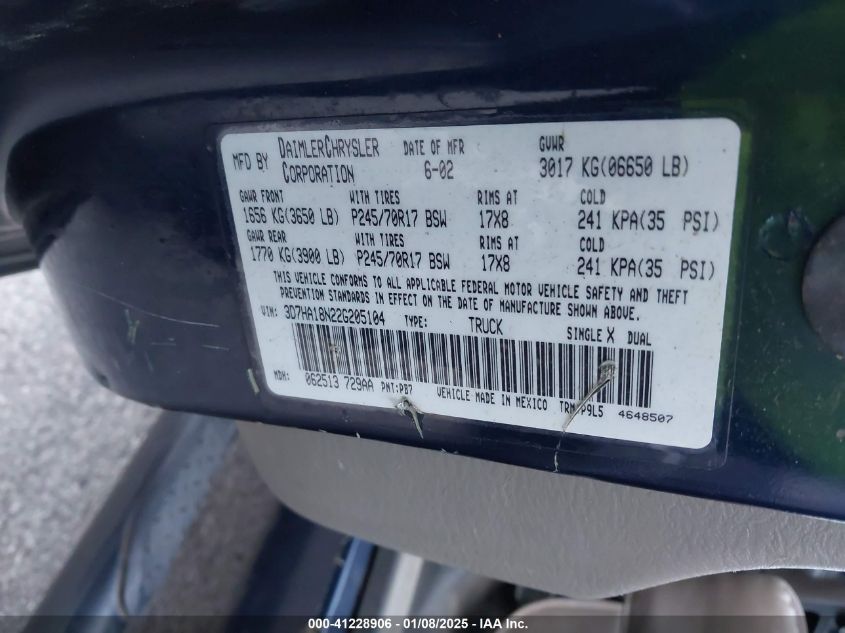 MFD BY DAIMLERCHRYSLER CORPORATION DATE OF MFR 6-02 GVWR 3017 KG(06650 LB)
GAWR FRONT WITH TIRES RIMS AT COLD
1656 KG(3650 LB) P245/70R17 BSW 17X8 241 KPA(35 PSI)
GAWR REAR WITH TIRES RIMS AT COLD
1770 KG(3900 LB) P245/70R17 BSW 17X8 241 KPA(35 PSI)
THIS VEHICLE CONFORMS TO ALL APPLICABLE FEDERAL MOTOR VEHICLE SAFETY AND THEFT
PREVENTION STANDARDS IN EFFECT ON THE DATE OF MANUFACTURE SHOWN ABOVE.
VIN: 3D7HA18N22G205104 TYPE: TRUCK SINGLE X DUAL
MDH: 062513 729AA PNT:PB7 VEHICLE MADE IN MEXICO TRM:P9L5 4648507
000-41228906 - 01/08/2025 - IAA Inc.